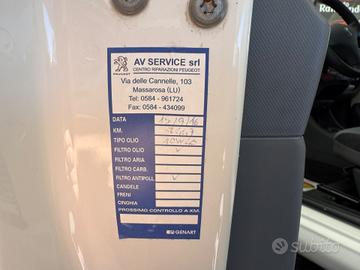 AV SERVICE srl
CENTRO RIPARAZIONI PEUGEOT
PEUGEOT
Via delle Cannelle, 103
Massarosa (LU)
Tel: 0584 - 961724
Fax: 0584 - 434099
DATA
KM.
TIPO OLIO 10W40
FILTRO OLIO V
FILTRO ARIA
FILTRO CARB.
FILTRO ANTIPOLL V
CANDELE
FRENI
CINGHIA
PROSSIMO CONTROLLO A KM.
GENART
subito